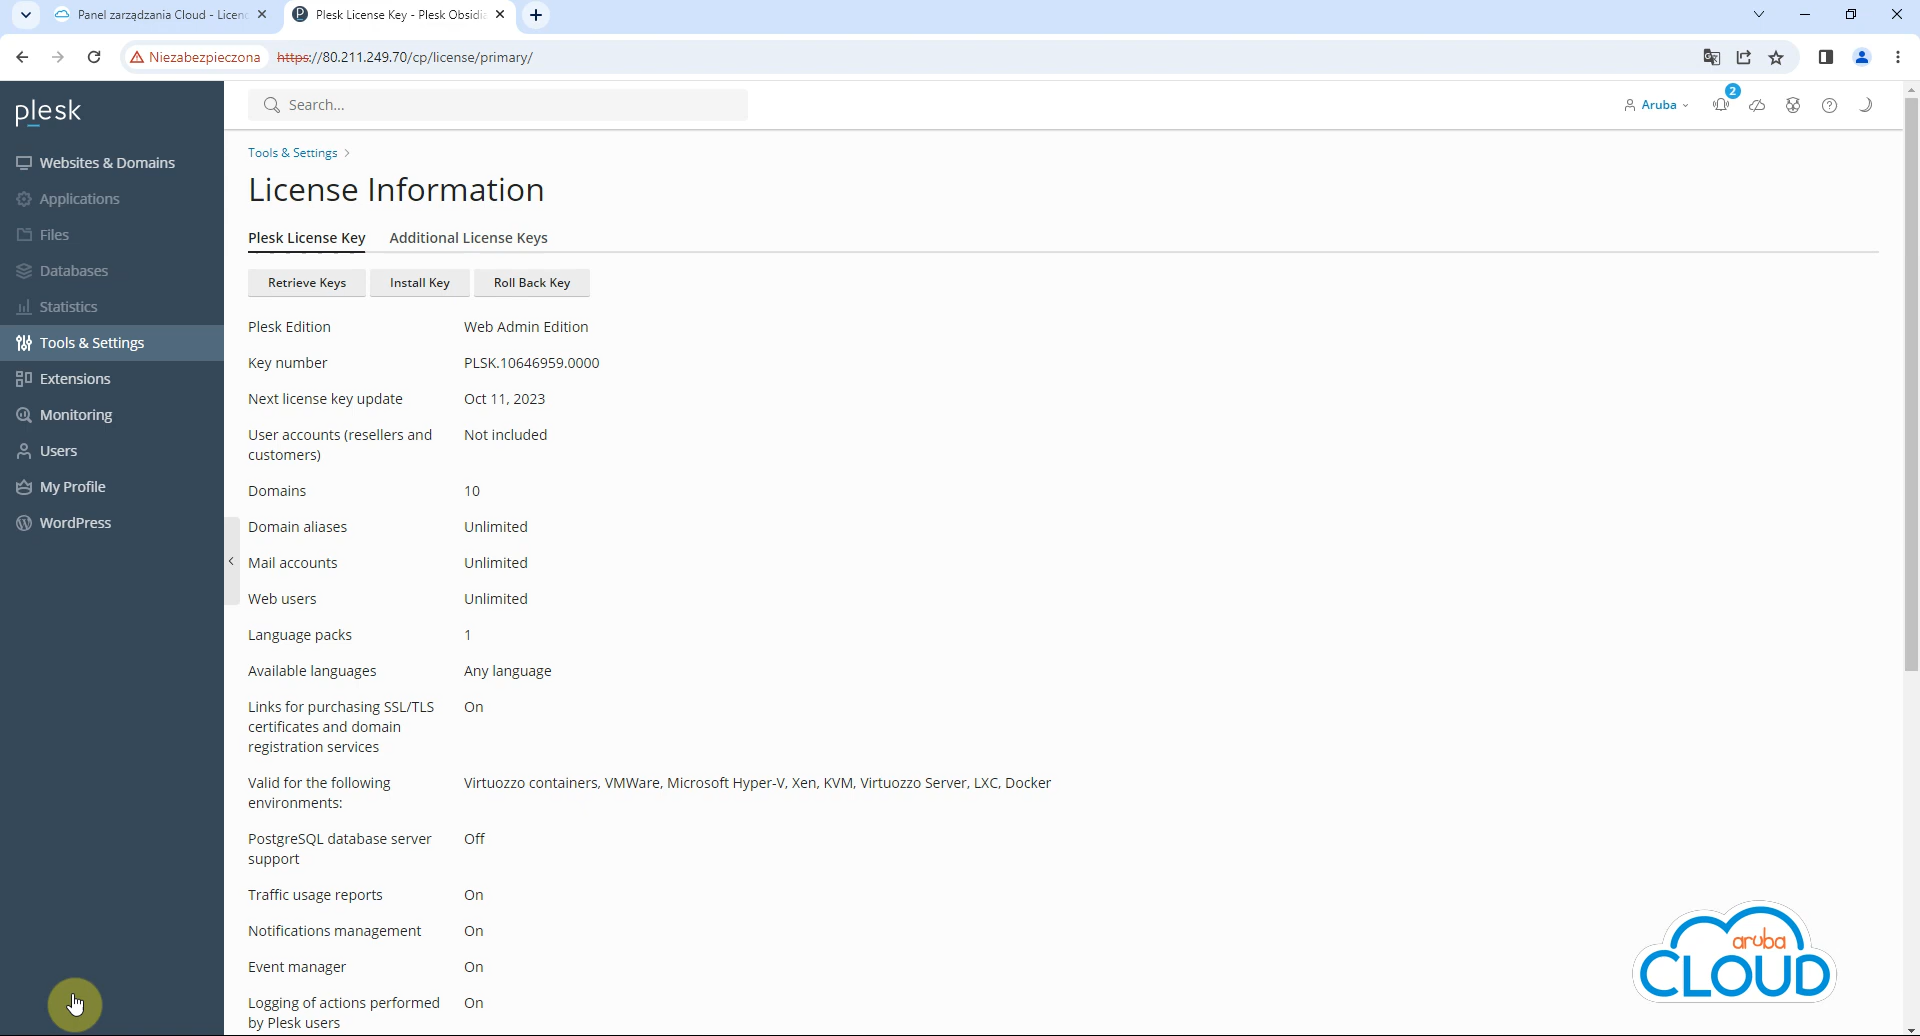 Panel zarządzania Cloud - Licenc
Plesk License Key - Plesk Obsidia
Niezabezpieczona
https://80.211.249.70/cp/license/primary/
plesk
Search...
Aruba
2
Websites & Domains
Applications
Files
Databases
Statistics
Tools & Settings
Extensions
Monitoring
Users
My Profile
WordPress
Tools & Settings
License Information
Plesk License Key Additional License Keys
Retrieve Keys Install Key Roll Back Key
Plesk Edition Web Admin Edition
Key number PLSK.10646959.0000
Next license key update Oct 11, 2023
User accounts (resellers and Not included
customers)
Domains 10
Domain aliases Unlimited
Mail accounts Unlimited
Web users Unlimited
Language packs 1
Available languages Any language
Links for purchasing SSL/TLS On
certificates and domain
registration services
Valid for the following Virtuozzo containers, VMWare, Microsoft Hyper-V, Xen, KVM, Virtuozzo Server, LXC, Docker
environments:
PostgreSQL database server Off
support
Traffic usage reports On
Notifications management On
Event manager On
Logging of actions performed On
by Plesk users
aruba
CLOUD